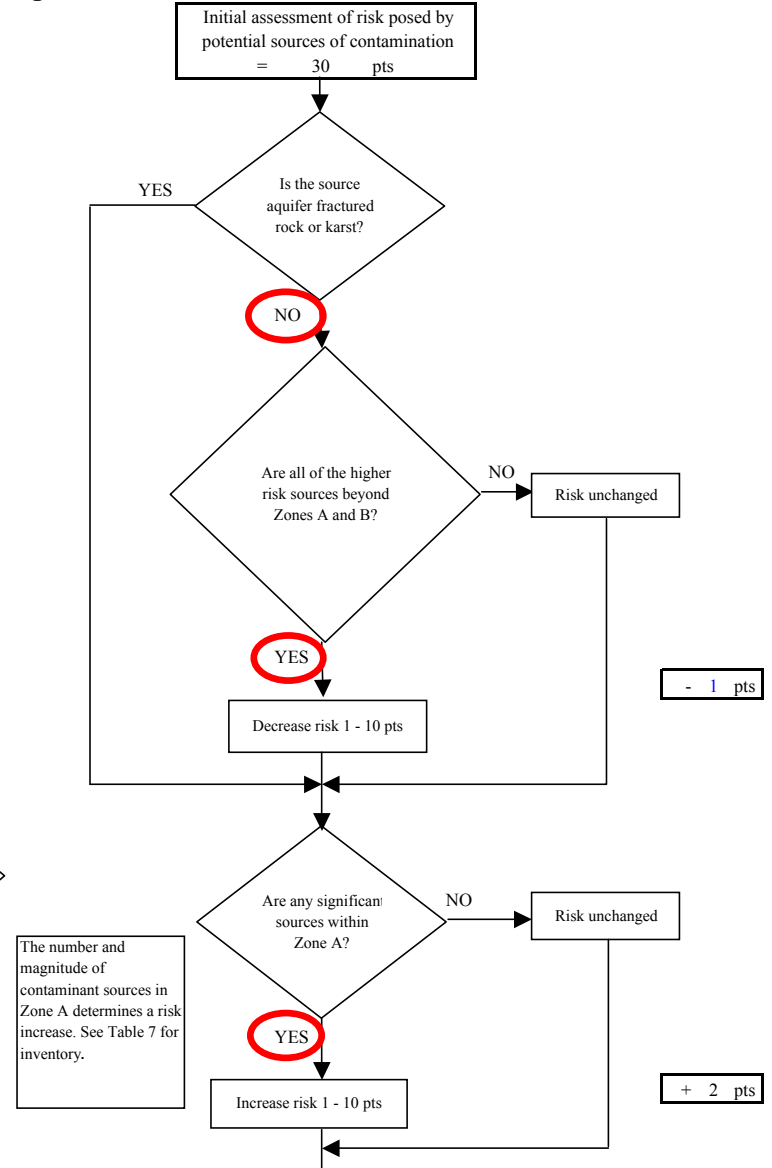 Initial assessment of risk posed by
potential sources of contamination
= 30 pts
YES
Is the source
aquifer fractured
rock or karst?
NO
Are all of the higher
risk sources beyond
Zones A and B?
NO
Risk unchanged
YES
- 1 pts
Decrease risk 1 - 10 pts
Are any significant
sources within
Zone A?
NO
Risk unchanged
The number and
magnitude of
contaminant sources in
Zone A determines a risk
increase. See Table 7 for
inventory.
YES
+ 2 pts
Increase risk 1 - 10 pts